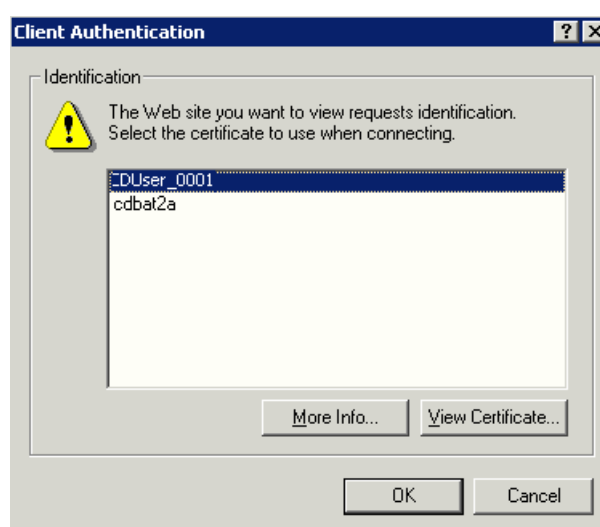 Client Authentication
Identification
The Web site you want to view requests identification.
Select the certificate to use when connecting.
CDUser_0001
cdbat2a
More Info...
View Certificate...
OK
Cancel